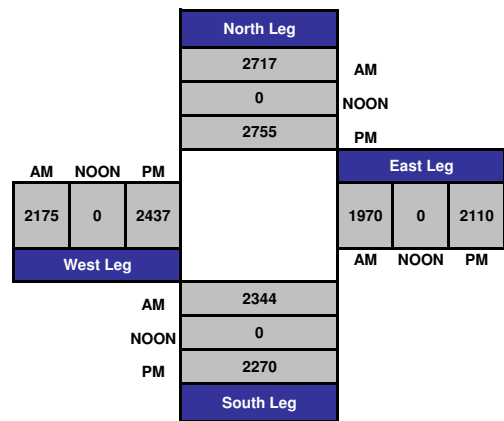 North Leg
2717 AM
0 NOON
2755 PM
AM NOON PM
East Leg
2175 0 2437
1970 0 2110
West Leg
AM NOON PM
AM 2344
NOON 0
PM 2270
South Leg